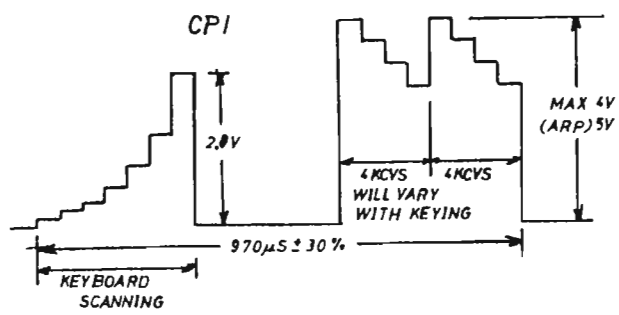 CP1
2.0V
MAX 4V
(ARP) 5V
4KCVS 4KCVS
WILL VARY
WITH KEYING
970μS ± 30%
KEYBOARD
SCANNING